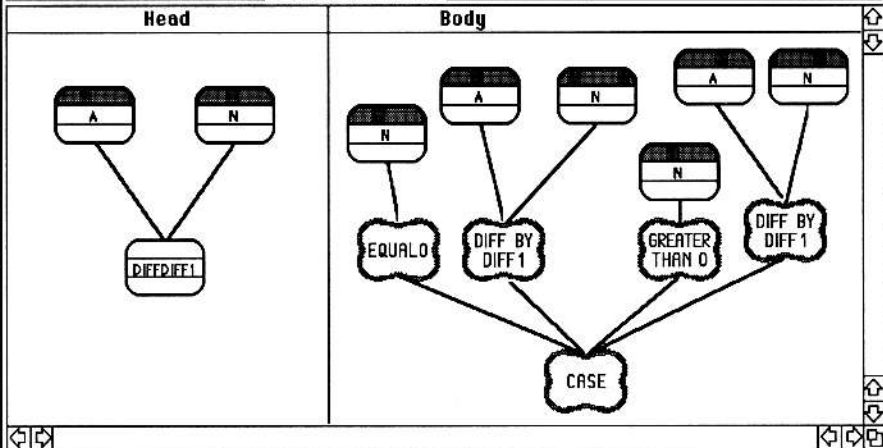 Head
Body
A
N
DIFFDIFF1
N
A
N
N
A
N
EQUAL0
DIFF BY
DIFF1
GREATER
THAN 0
DIFF BY
DIFF1
CASE